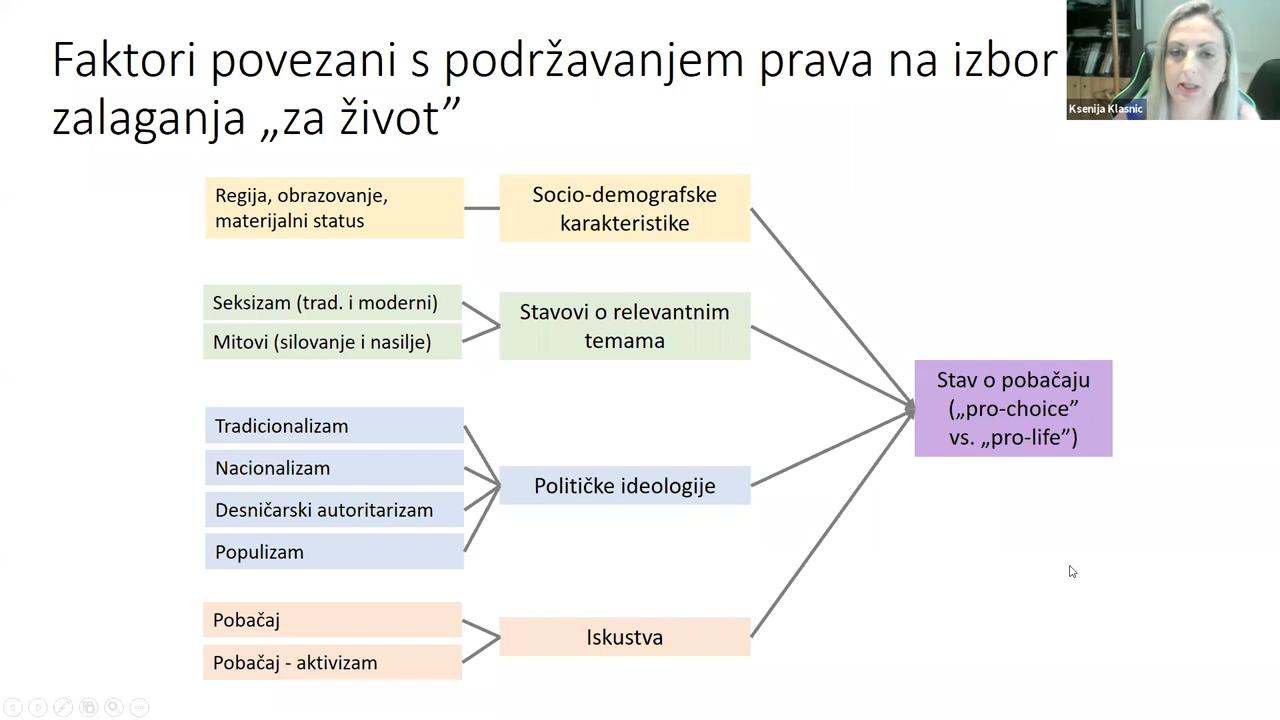 Faktori povezani s podržavanjem prava na izbor
zalaganja „za život”
Ksenija Klasnic
Regija, obrazovanje,
materijalni status
Socio-demografske
karakteristike
Seksizam (trad. i moderni)
Mitovi (silovanje i nasilje)
Stavovi o relevantnim
temama
Tradicionalizam
Nacionalizam
Desničarski autoritarizam
Populizam
Političke ideologije
Pobačaj
Pobačaj - aktivizam
Iskustva
Stav o pobačaju
(„pro-choice”
vs. „pro-life”)